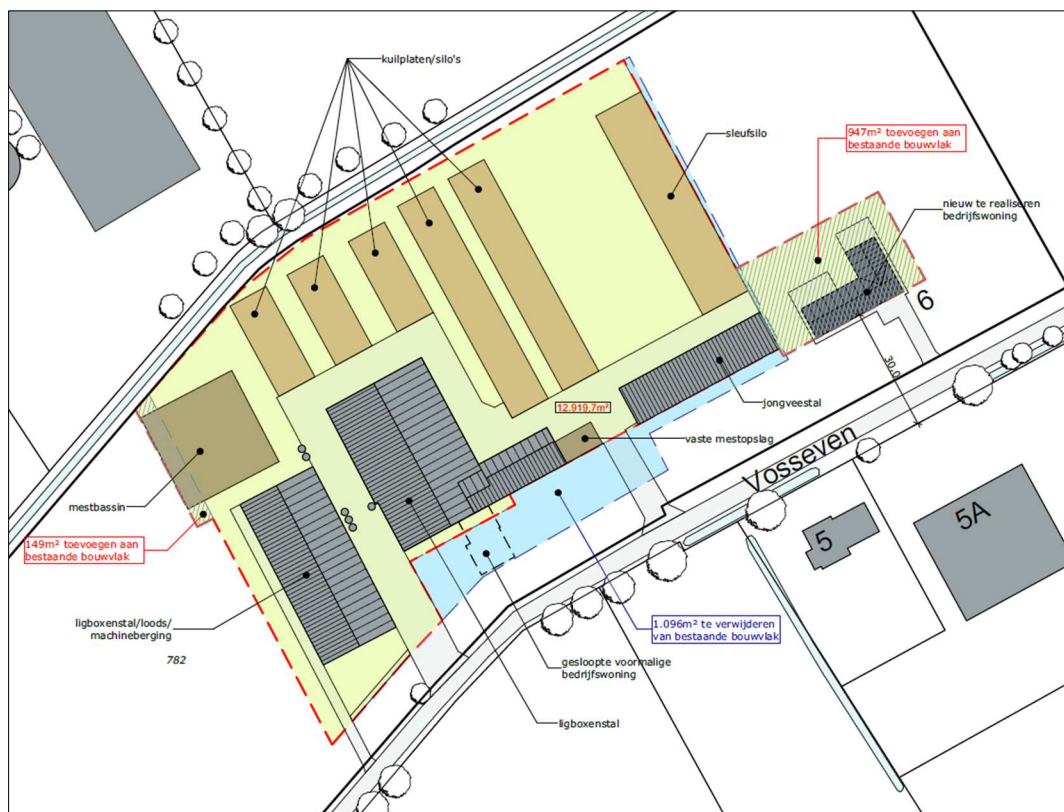 kuilplaten/silo's
sleufsilo
947m² toevoegen aan
bestaande bouwvlak
nieuw te realiseren
bedrijfswoning
6
30,0
12.919,7m²
jongveestal
vaste mestopslag
Vosseven
mestbassin
149m² toevoegen aan
bestaande bouwvlak
5
5A
ligboxenstal/loods/
machineberging
782
1.096m² te verwijderen
van bestaande bouwvlak
gesloopte voormalige
bedrijfswoning
ligboxenstal